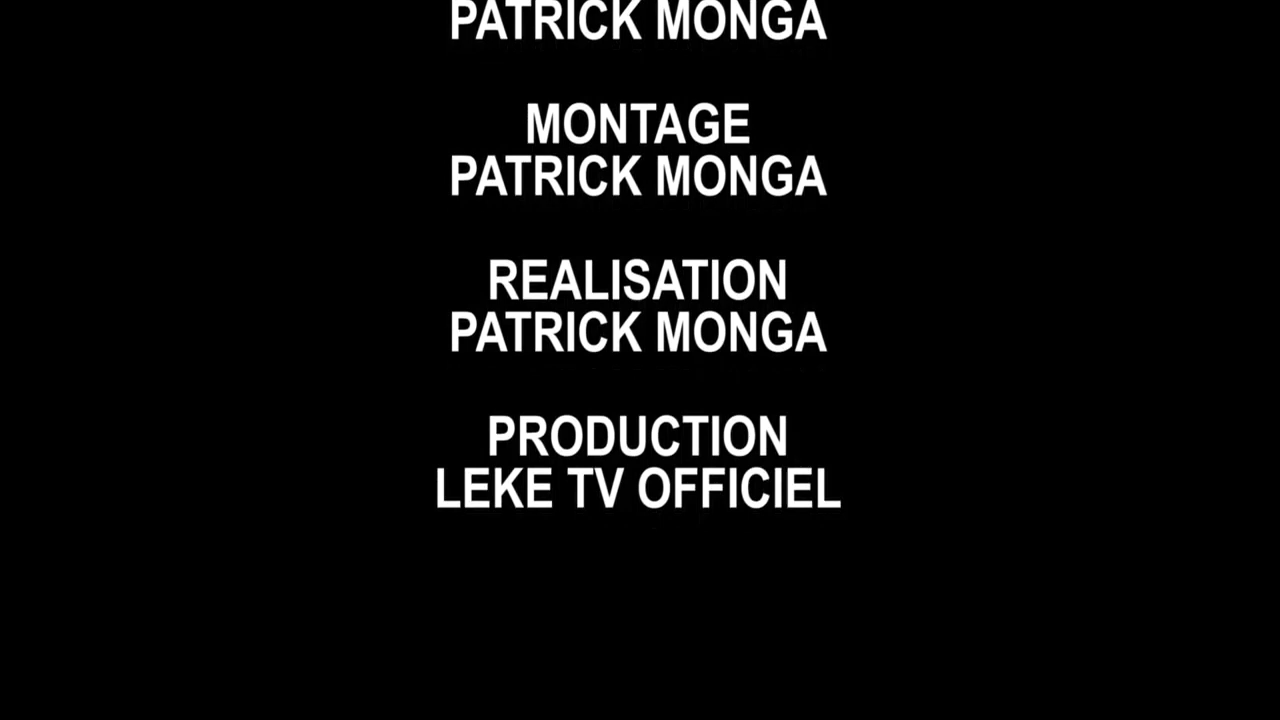 PATRICK MONGA
MONTAGE
PATRICK MONGA
REALISATION
PATRICK MONGA
PRODUCTION
LEKE TV OFFICIEL